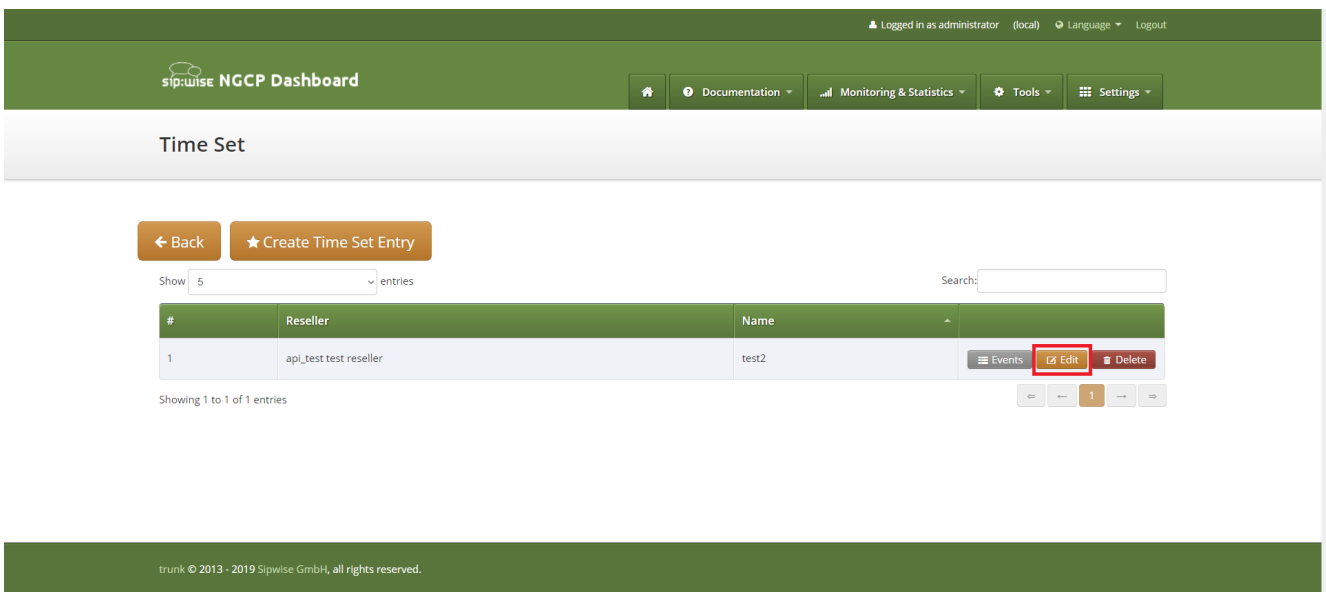 Logged in as administrator (local) Language Logout
sip:wise NGCP Dashboard
Documentation Monitoring & Statistics Tools Settings
Time Set
Back Create Time Set Entry
Show 5 entries Search:
# Reseller Name
1 api_test test reseller test2 Events Edit Delete
Showing 1 to 1 of 1 entries ⇐ ← 1 → ⇒
trunk © 2013 - 2019 Sipwise GmbH, all rights reserved.